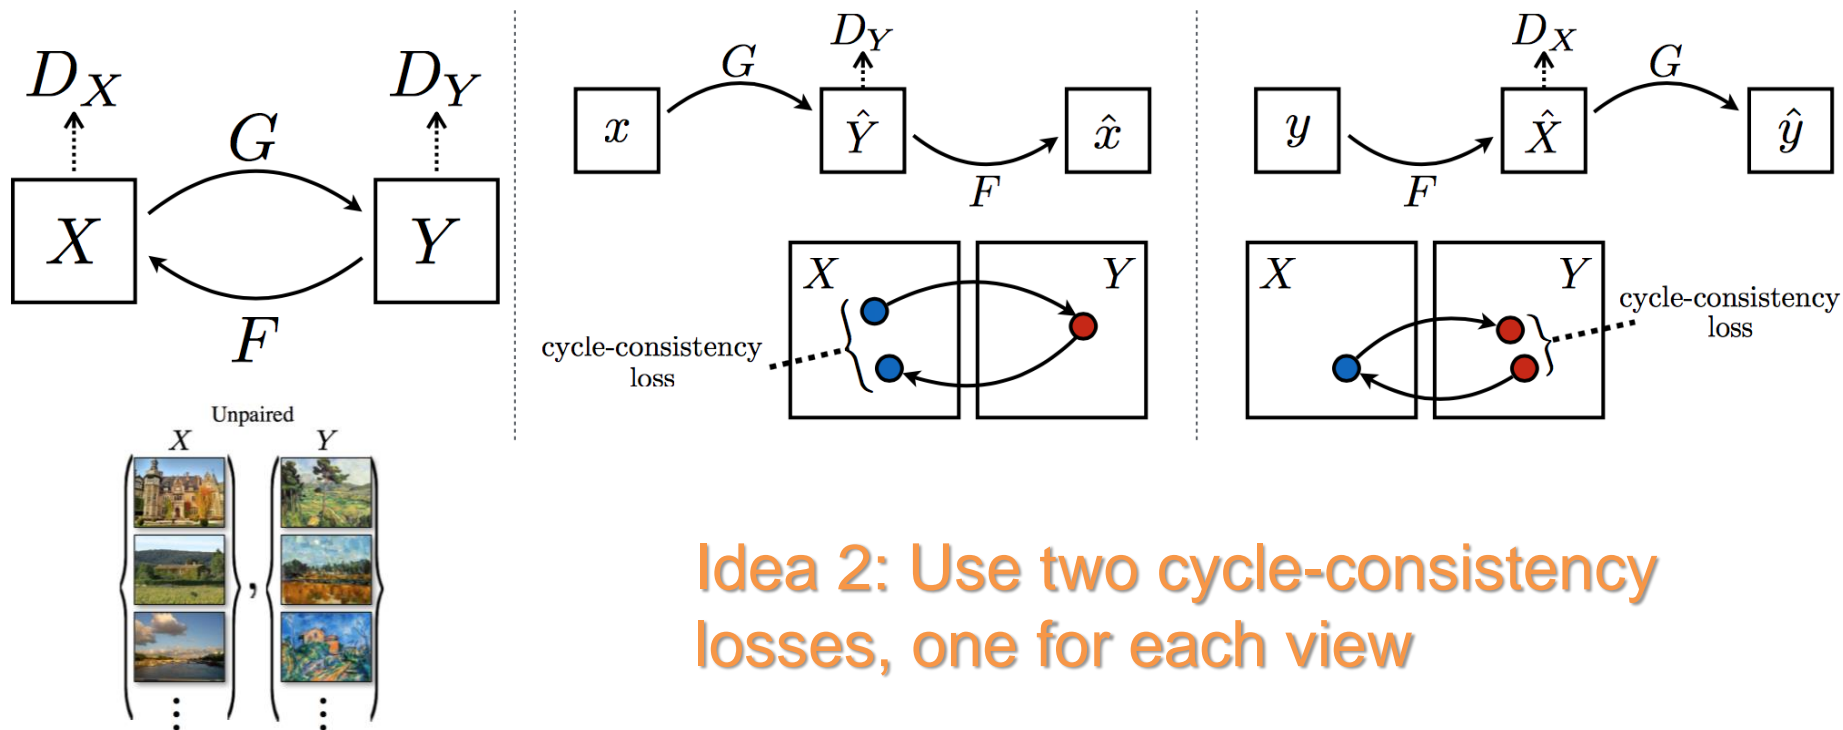 D_X
D_Y
G
X
Y
F
Unpaired
X
Y
,
D_Y
G
x
Ŷ
x̂
F
X
Y
cycle-consistency
loss
D_X
G
y
X̂
ŷ
F
X
Y
cycle-consistency
loss
Idea 2: Use two cycle-consistency
losses, one for each view